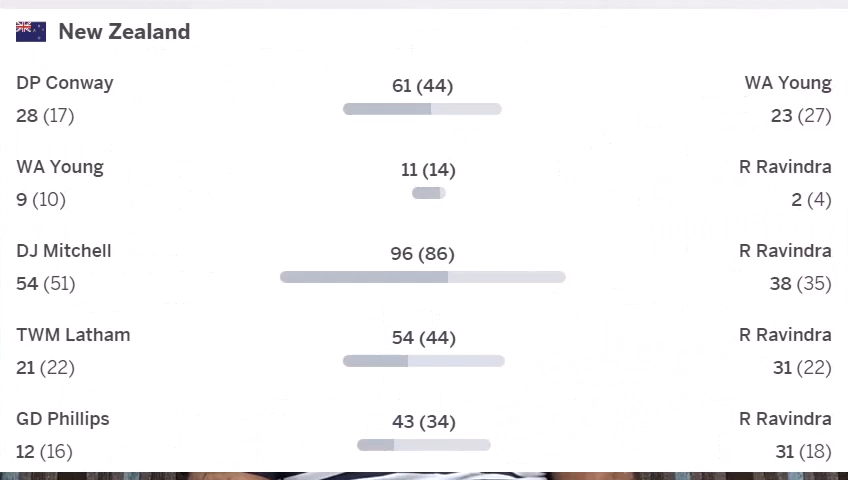 New Zealand
DP Conway 61 (44) WA Young
28 (17) 23 (27)
WA Young 11 (14) R Ravindra
9 (10) 2 (4)
DJ Mitchell 96 (86) R Ravindra
54 (51) 38 (35)
TWM Latham 54 (44) R Ravindra
21 (22) 31 (22)
GD Phillips 43 (34) R Ravindra
12 (16) 31 (18)